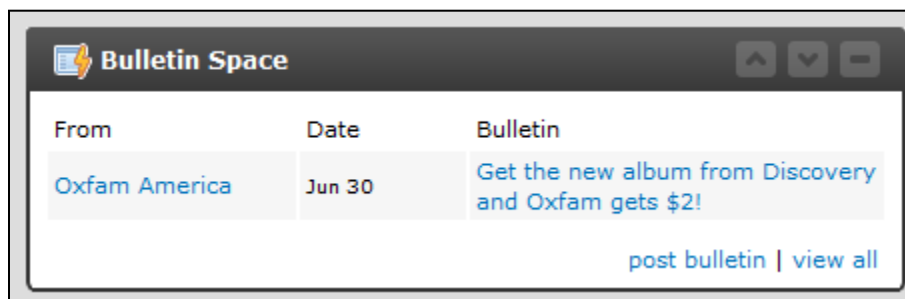 Bulletin Space
From Date Bulletin
Oxfam America Jun 30 Get the new album from Discovery
and Oxfam gets $2!
post bulletin | view all